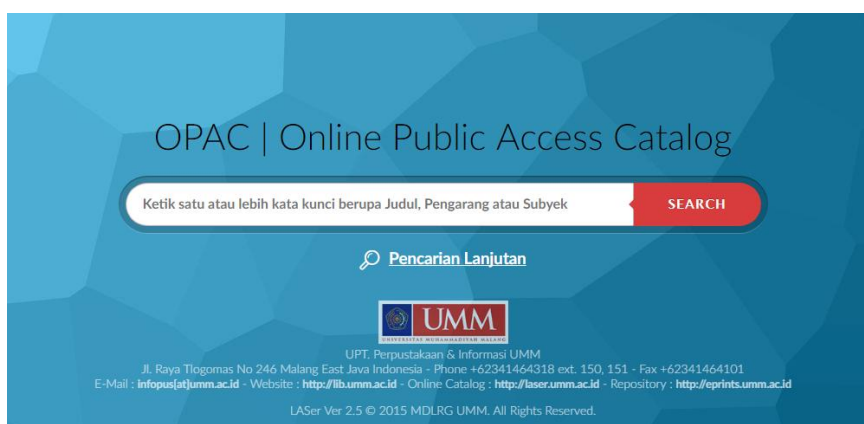 OPAC | Online Public Access Catalog
Ketik satu atau lebih kata kunci berupa Judul, Pengarang atau Subyek
SEARCH
Pencarian Lanjutan
UMM
UNIVERSITAS MUHAMMADIYAH MALANG
UPT. Perpustakaan & Informasi UMM
Jl. Raya Tlogomas No 246 Malang East Java Indonesia - Phone +62341464318 ext. 150, 151 - Fax +62341464101
E-Mail : infopus[at]umm.ac.id - Website : http://lib.umm.ac.id - Online Catalog : http://laser.umm.ac.id - Repository : http://eprints.umm.ac.id
LASer Ver 2.5 © 2015 MDLRG UMM. All Rights Reserved.